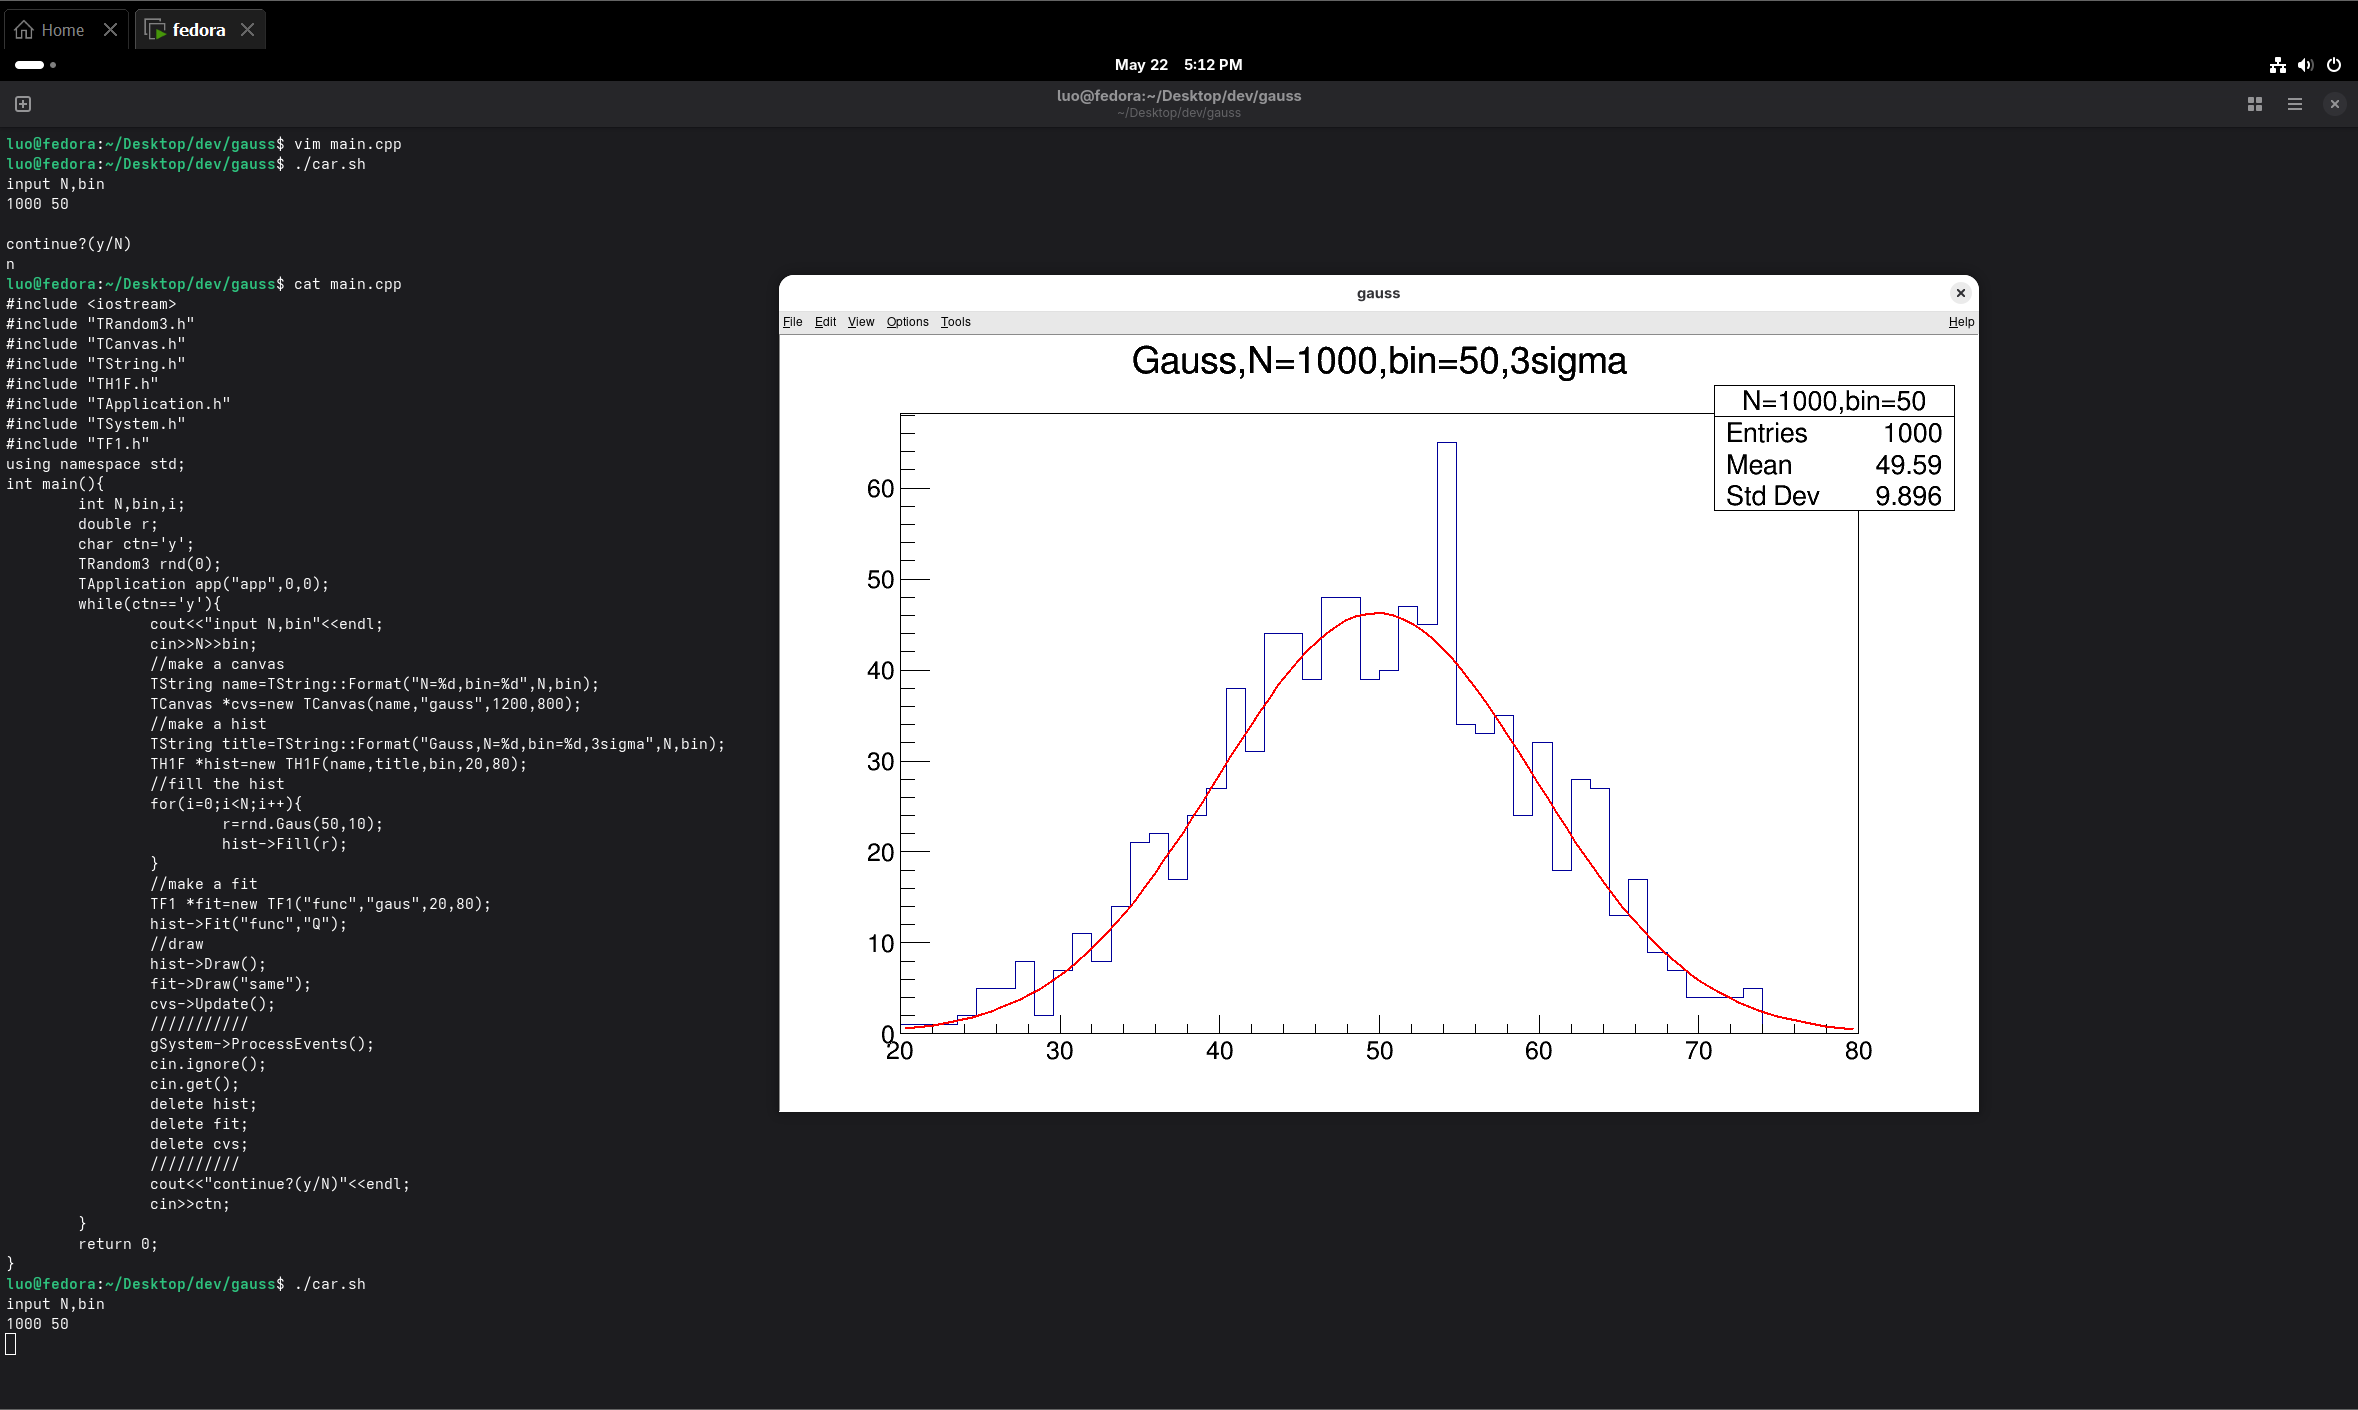 Home
fedora
May 22 5:12 PM
luo@fedora:~/Desktop/dev/gauss
~/Desktop/dev/gauss
luo@fedora:~/Desktop/dev/gauss$ vim main.cpp
luo@fedora:~/Desktop/dev/gauss$ ./car.sh
input N,bin
1000 50
continue?(y/N)
n
luo@fedora:~/Desktop/dev/gauss$ cat main.cpp
#include <iostream>
#include "TRandom3.h"
#include "TCanvas.h"
#include "TString.h"
#include "TH1F.h"
#include "TApplication.h"
#include "TSystem.h"
#include "TF1.h"
using namespace std;
int main(){
int N,bin,i;
double r;
char ctn='y';
TRandom3 rnd(0);
TApplication app("app",0,0);
while(ctn=='y'){
cout<<"input N,bin"<<endl;
cin>>N>>bin;
//make a canvas
TString name=TString::Format("N=%d,bin=%d",N,bin);
TCanvas *cvs=new TCanvas(name,"gauss",1200,800);
//make a hist
TString title=TString::Format("Gauss,N=%d,bin=%d,3sigma",N,bin);
TH1F *hist=new TH1F(name,title,bin,20,80);
//fill the hist
for(i=0;i<N;i++){
r=rnd.Gaus(50,10);
hist->Fill(r);
}
//make a fit
TF1 *fit=new TF1("func","gaus",20,80);
hist->Fit("func","Q");
//draw
hist->Draw();
fit->Draw("same");
cvs->Update();
///////////
gSystem->ProcessEvents();
cin.ignore();
cin.get();
delete hist;
delete fit;
delete cvs;
//////////
cout<<"continue?(y/N)"<<endl;
cin>>ctn;
}
return 0;
}
luo@fedora:~/Desktop/dev/gauss$ ./car.sh
input N,bin
1000 50
gauss
File Edit View Options Tools Help
Gauss,N=1000,bin=50,3sigma
N=1000,bin=50
Entries 1000
Mean 49.59
Std Dev 9.896
60
50
40
30
20
10
0
20 30 40 50 60 70 80